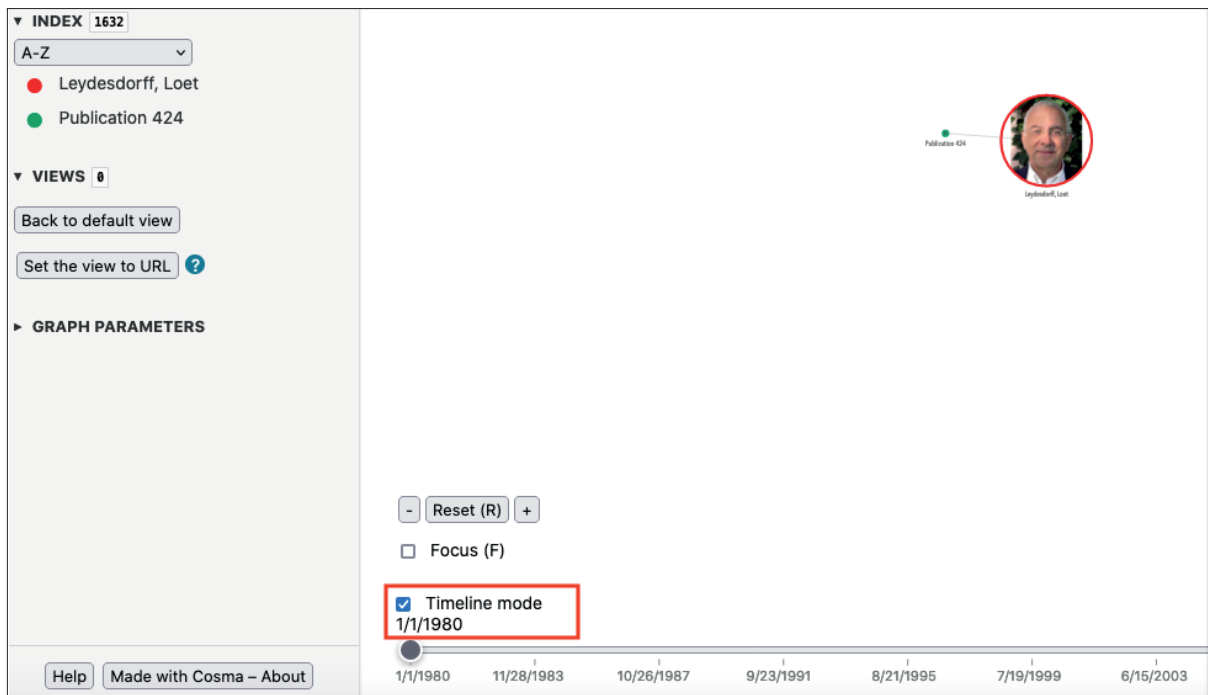 ▼ INDEX 1632
A-Z
Leydesdorff, Loet
Publication 424
▼ VIEWS 0
Back to default view
Set the view to URL ?
► GRAPH PARAMETERS
Help Made with Cosma – About
Publication 424
Leydesdorff, Loet
- Reset (R) +
Focus (F)
Timeline mode
1/1/1980
1/1/1980 11/28/1983 10/26/1987 9/23/1991 8/21/1995 7/19/1999 6/15/2003